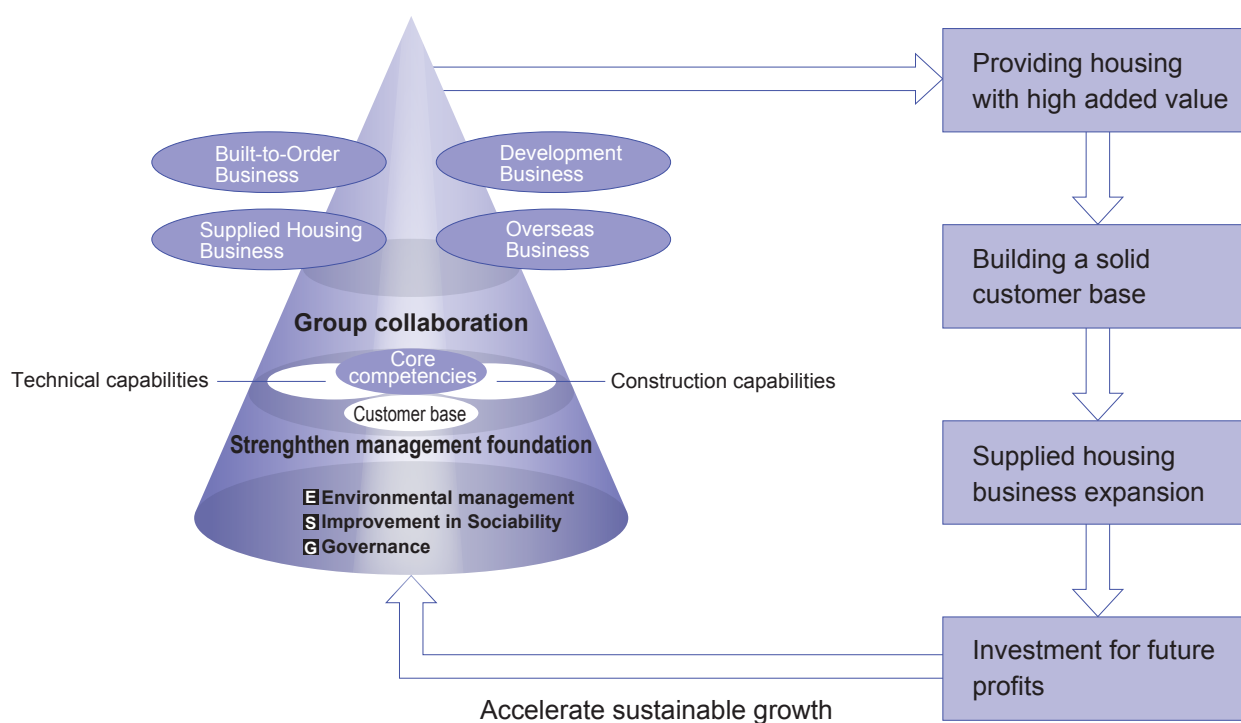 Providing housing
with high added value
Built-to-Order
Business
Development
Business
Supplied Housing
Business
Overseas
Business
Building a solid
customer base
Group collaboration
Core
competencies
Technical capabilities
Construction capabilities
Customer base
Strenghthen management foundation
Supplied housing
business expansion
E Environmental management
S Improvement in Sociability
G Governance
Investment for future
profits
Accelerate sustainable growth